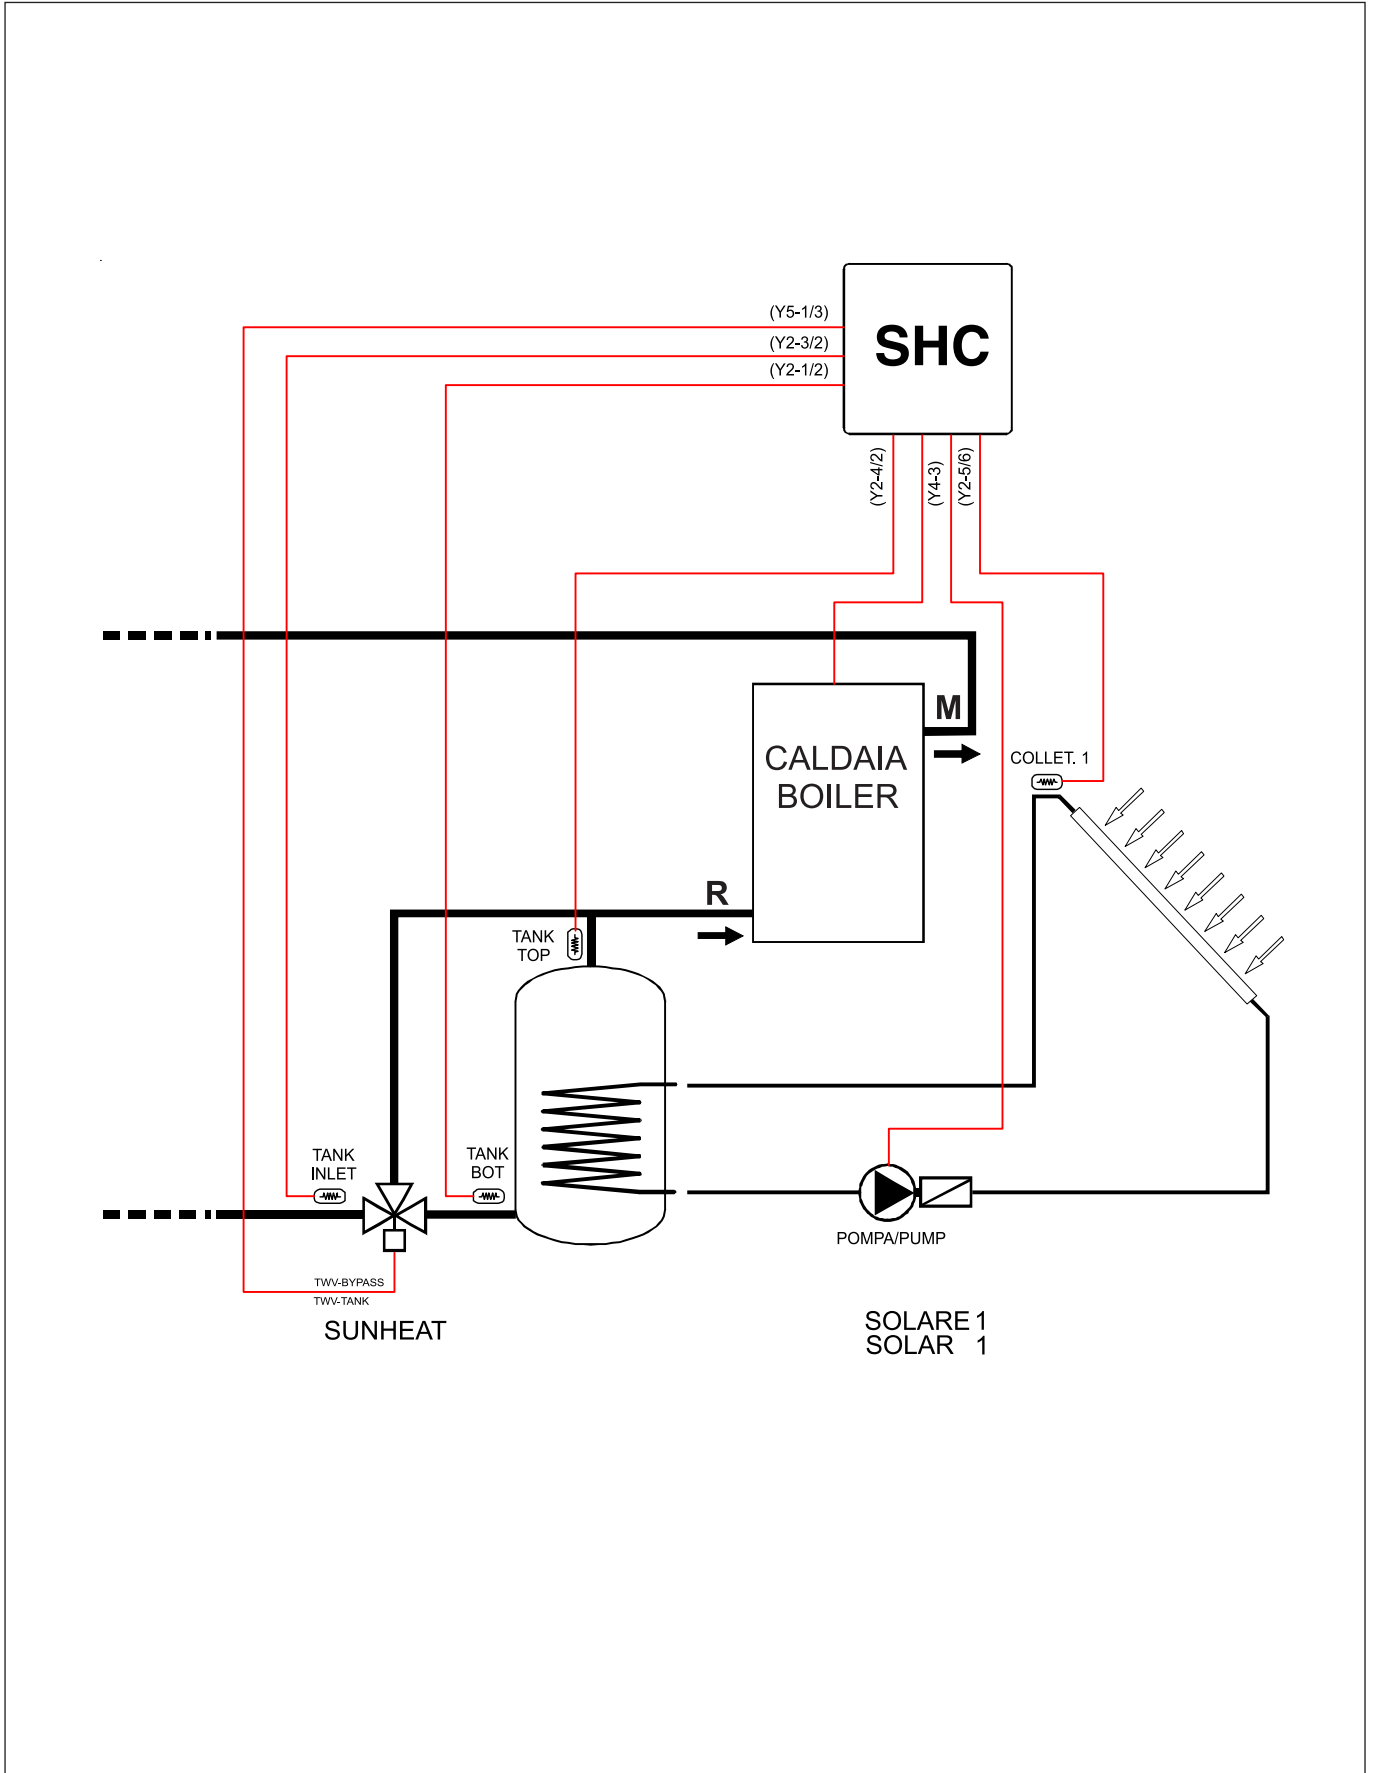 (Y5-1/3)
(Y2-3/2)
(Y2-1/2)
SHC
(Y2-4/2)
(Y4-3)
(Y2-5/6)
M
CALDAIA
BOILER
COLLET. 1
R
TANK
TOP
TANK
INLET
TANK
BOT
POMPA/PUMP
TWV-BYPASS
TWV-TANK
SUNHEAT
SOLARE 1
SOLAR 1